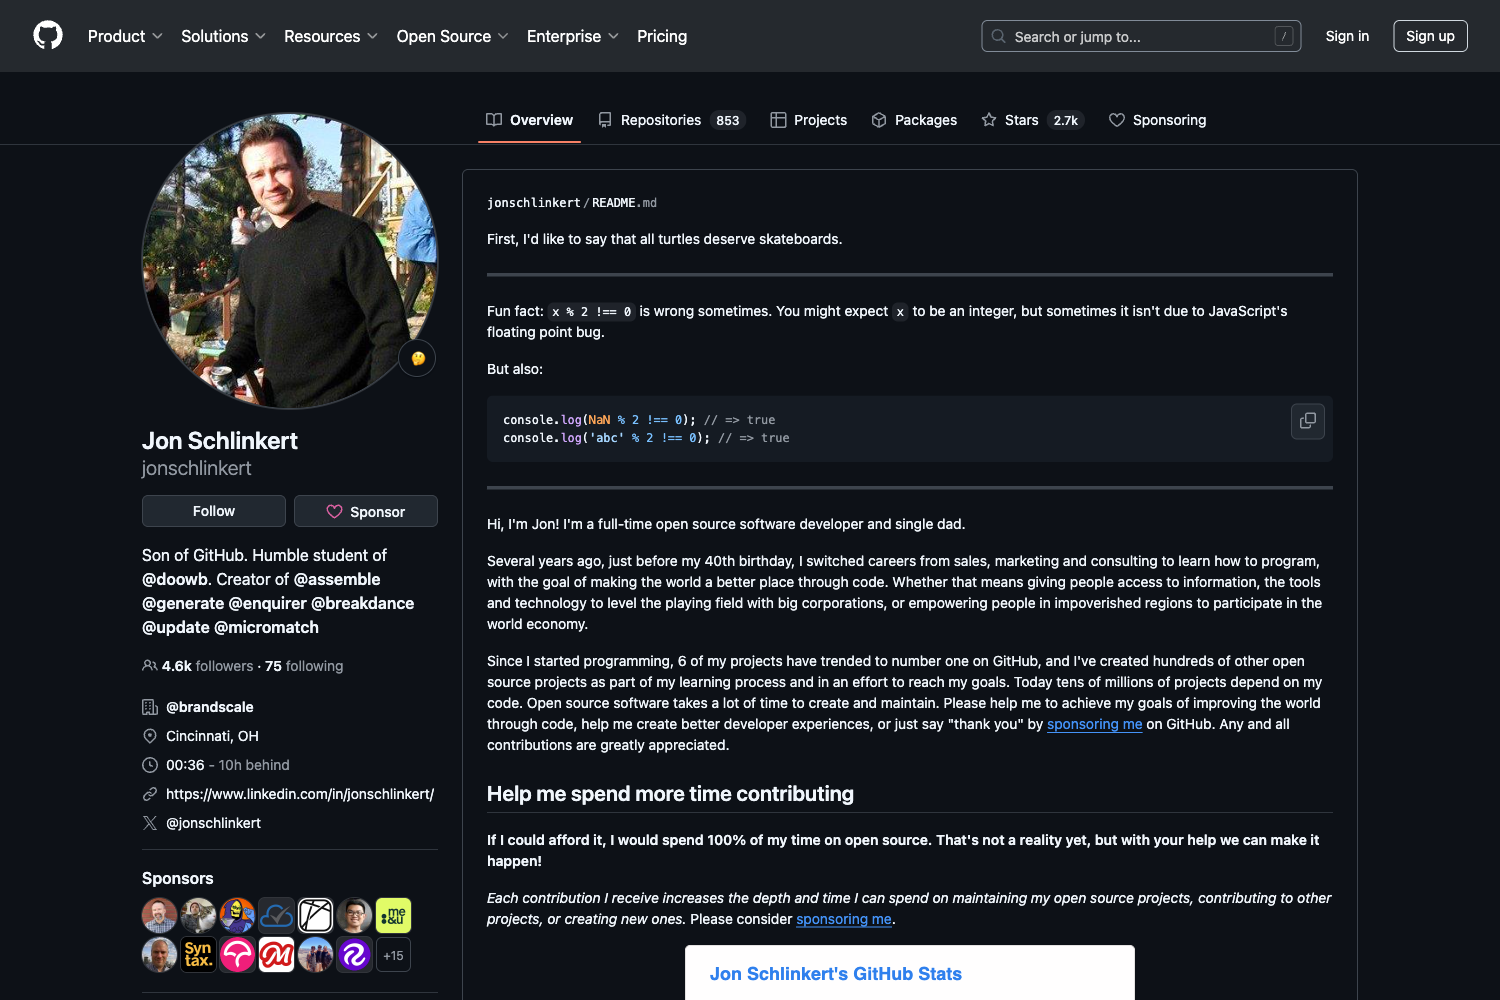 Product Solutions Resources Open Source Enterprise Pricing
Search or jump to... /
Sign in
Sign up
Overview
Repositories 853
Projects
Packages
Stars 2.7k
Sponsoring
Jon Schlinkert
jonschlinkert
Follow
Sponsor
Son of GitHub. Humble student of
@doowb. Creator of @assemble
@generate @enquirer @breakdance
@update @micromatch
4.6k followers · 75 following
@brandscale
Cincinnati, OH
00:36 - 10h behind
https://www.linkedin.com/in/jonschlinkert/
@jonschlinkert
Sponsors
:me
&u
Syn
tax.
+15
jonschlinkert/README.md
First, I'd like to say that all turtles deserve skateboards.
Fun fact: x % 2 !== 0 is wrong sometimes. You might expect x to be an integer, but sometimes it isn't due to JavaScript's
floating point bug.
But also:
console.log(NaN % 2 !== 0); // => true
console.log('abc' % 2 !== 0); // => true
Hi, I'm Jon! I'm a full-time open source software developer and single dad.
Several years ago, just before my 40th birthday, I switched careers from sales, marketing and consulting to learn how to program,
with the goal of making the world a better place through code. Whether that means giving people access to information, the tools
and technology to level the playing field with big corporations, or empowering people in impoverished regions to participate in the
world economy.
Since I started programming, 6 of my projects have trended to number one on GitHub, and I've created hundreds of other open
source projects as part of my learning process and in an effort to reach my goals. Today tens of millions of projects depend on my
code. Open source software takes a lot of time to create and maintain. Please help me to achieve my goals of improving the world
through code, help me create better developer experiences, or just say "thank you" by sponsoring me on GitHub. Any and all
contributions are greatly appreciated.
Help me spend more time contributing
If I could afford it, I would spend 100% of my time on open source. That's not a reality yet, but with your help we can make it
happen!
Each contribution I receive increases the depth and time I can spend on maintaining my open source projects, contributing to other
projects, or creating new ones. Please consider sponsoring me.
Jon Schlinkert's GitHub Stats